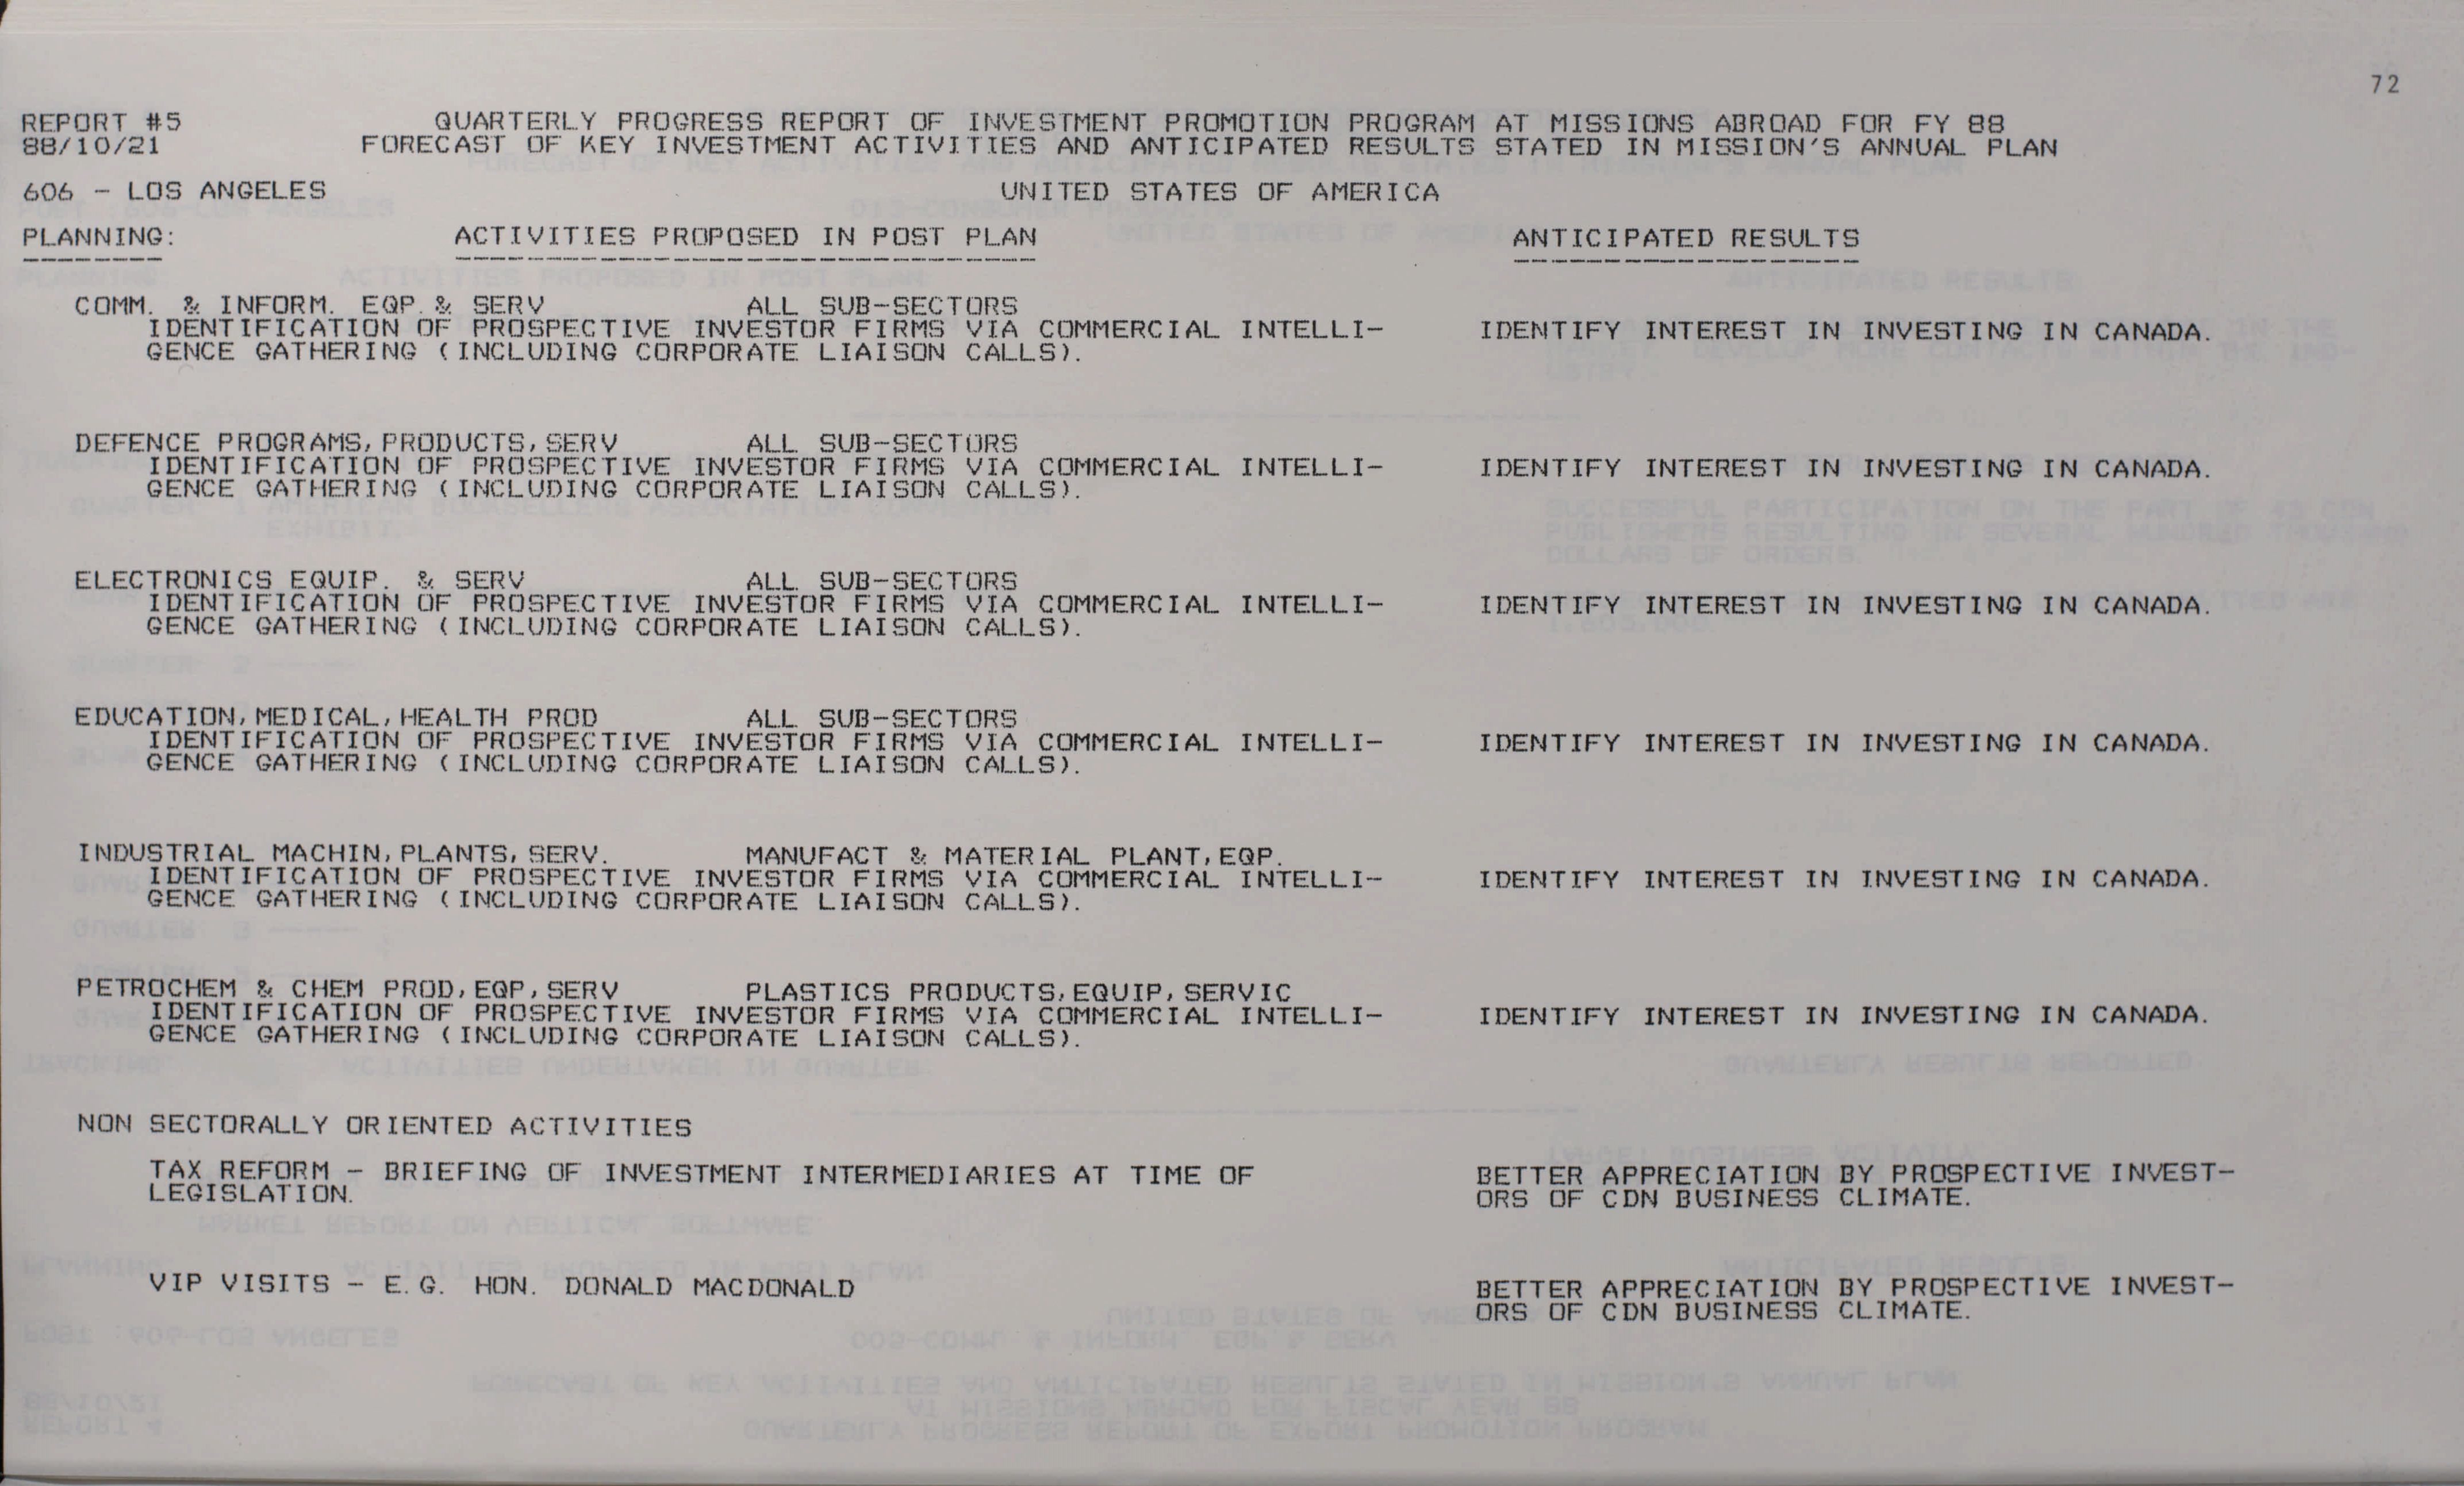 72
REPORT #5 QUARTERLY PROGRESS REPORT OF INVESTMENT PROMOTION PROGRAM AT MISSIONS ABROAD FOR FY 88
88/10/21 FORECAST OF KEY INVESTMENT ACTIVITIES AND ANTICIPATED RESULTS STATED IN MISSION'S ANNUAL PLAN
606 - LOS ANGELES UNITED STATES OF AMERICA
PLANNING: ACTIVITIES PROPOSED IN POST PLAN ANTICIPATED RESULTS
COMM. & INFORM. EQP.& SERV ALL SUB-SECTORS
IDENTIFICATION OF PROSPECTIVE INVESTOR FIRMS VIA COMMERCIAL INTELLI- IDENTIFY INTEREST IN INVESTING IN CANADA.
GENCE GATHERING (INCLUDING CORPORATE LIAISON CALLS).
DEFENCE PROGRAMS,PRODUCTS,SERV ALL SUB-SECTORS
IDENTIFICATION OF PROSPECTIVE INVESTOR FIRMS VIA COMMERCIAL INTELLI- IDENTIFY INTEREST IN INVESTING IN CANADA.
GENCE GATHERING (INCLUDING CORPORATE LIAISON CALLS).
ELECTRONICS EQUIP. & SERV ALL SUB-SECTORS
IDENTIFICATION OF PROSPECTIVE INVESTOR FIRMS VIA COMMERCIAL INTELLI- IDENTIFY INTEREST IN INVESTING IN CANADA.
GENCE GATHERING (INCLUDING CORPORATE LIAISON CALLS).
EDUCATION,MEDICAL,HEALTH PROD ALL SUB-SECTORS
IDENTIFICATION OF PROSPECTIVE INVESTOR FIRMS VIA COMMERCIAL INTELLI- IDENTIFY INTEREST IN INVESTING IN CANADA.
GENCE GATHERING (INCLUDING CORPORATE LIAISON CALLS).
INDUSTRIAL MACHIN,PLANTS,SERV. MANUFACT & MATERIAL PLANT,EQP.
IDENTIFICATION OF PROSPECTIVE INVESTOR FIRMS VIA COMMERCIAL INTELLI- IDENTIFY INTEREST IN INVESTING IN CANADA.
GENCE GATHERING (INCLUDING CORPORATE LIAISON CALLS).
PETROCHEM & CHEM PROD,EQP,SERV PLASTICS PRODUCTS,EQUIP,SERVIC
IDENTIFICATION OF PROSPECTIVE INVESTOR FIRMS VIA COMMERCIAL INTELLI- IDENTIFY INTEREST IN INVESTING IN CANADA.
GENCE GATHERING (INCLUDING CORPORATE LIAISON CALLS).
NON SECTORALLY ORIENTED ACTIVITIES
TAX REFORM - BRIEFING OF INVESTMENT INTERMEDIARIES AT TIME OF BETTER APPRECIATION BY PROSPECTIVE INVEST-
LEGISLATION. ORS OF CDN BUSINESS CLIMATE.
VIP VISITS - E.G. HON. DONALD MACDONALD BETTER APPRECIATION BY PROSPECTIVE INVEST-
ORS OF CDN BUSINESS CLIMATE.